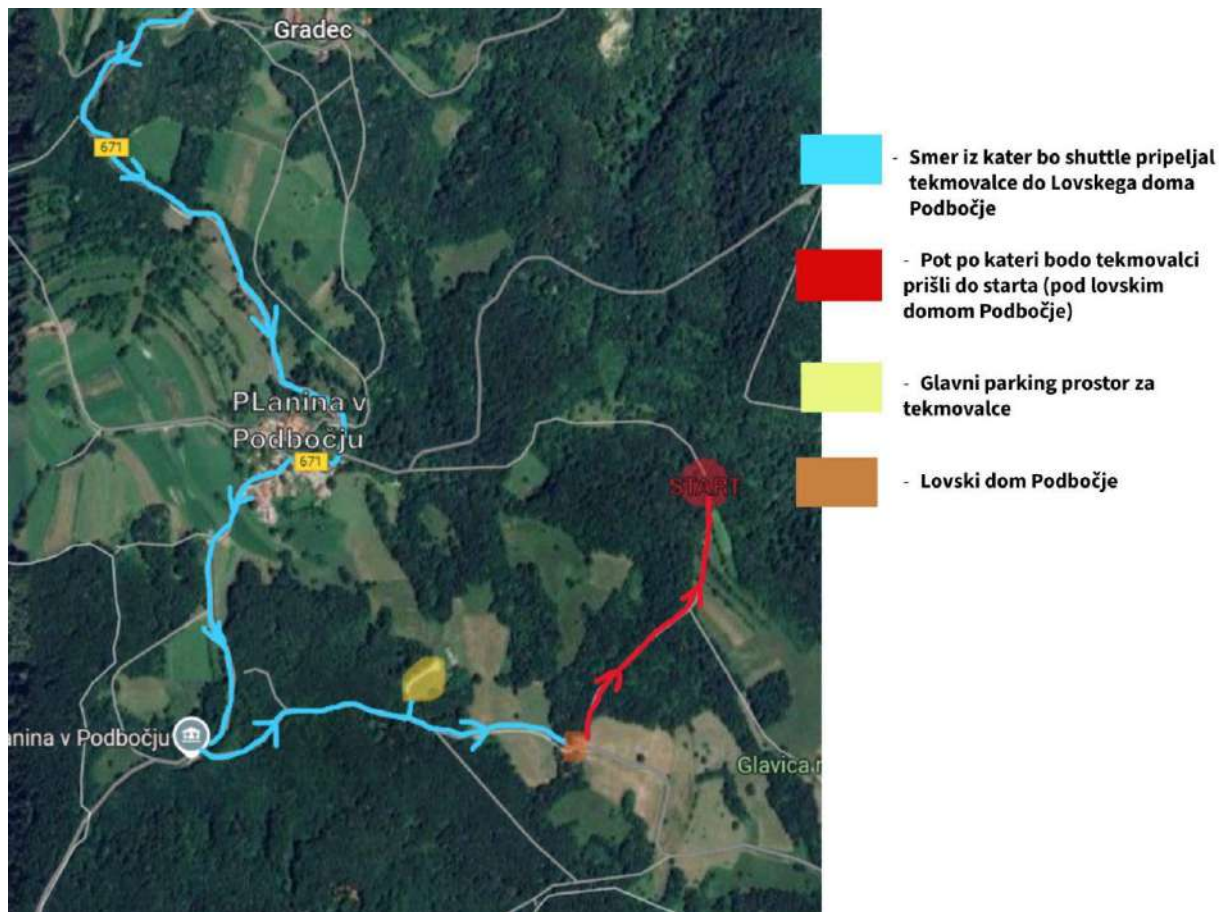 Gradec
671
PLanina v
Podbočju
671
START
anina v Podbočju
Glavica
- Smer iz kater bo shuttle pripeljal
tekmovalce do Lovskega doma
Podbočje
- Pot po kateri bodo tekmovalci
prišli do starta (pod lovskim
domom Podbočje)
- Glavni parking prostor za
tekmovalce
- Lovski dom Podbočje